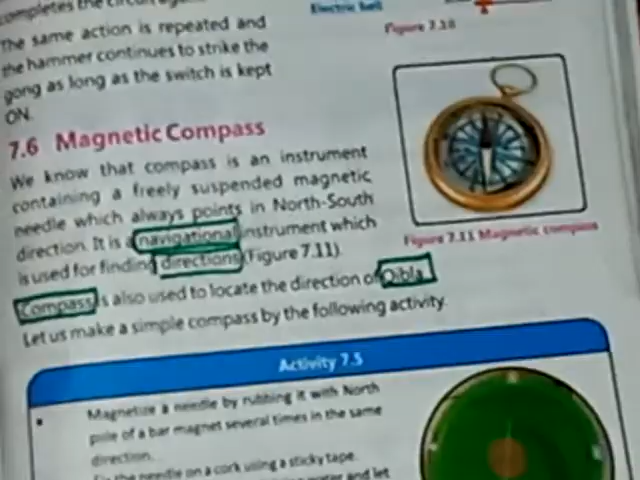 completes the circuit again.
The same action is repeated and
the hammer continues to strike the
gong as long as the switch is kept
ON.
Electric bell
Figure 7.10
7.6 Magnetic Compass
We know that compass is an instrument
containing a freely suspended magnetic
needle which always points in North-South
direction. It is a navigational instrument which
is used for finding directions (Figure 7.11).
Compass is also used to locate the direction of Qibla.
Let us make a simple compass by the following activity.
Figure 7.11 Magnetic compass
Activity 7.5
• Magnetize a needle by rubbing it with North
pole of a bar magnet several times in the same
direction.
the needle on a cork using a sticky tape.
and let